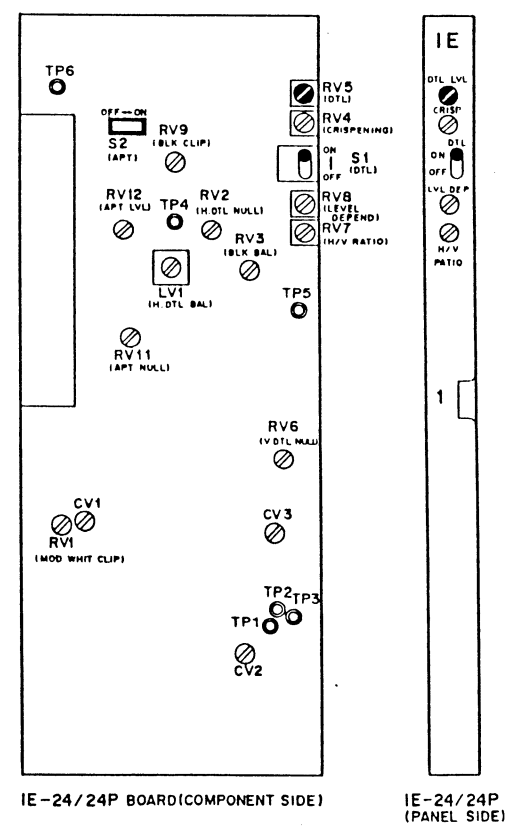 IE
TP6
RV5
(DTL)
DTL LVL
CRISP
OFF↔ON
S2
(APT)
RV9
(BLK CLIP)
RV4
(CRISPENING)
ON
OFF
S1
(DTL)
DTL
ON
OFF
RV12
(APT LVL)
TP4
RV2
(H.DTL NULL)
RV8
(LEVEL
DEPEND)
LVL DEP
RV3
(BLK BAL)
RV7
(H/V RATIO)
H/V
PATIO
LV1
(H.DTL BAL)
TP5
RV11
(APT NULL)
1
RV6
(V DTL NULL)
CV1
RV1
(MOD WHIT CLIP)
CV3
TP2
TP3
TP1
CV2
IE-24/24P BOARD(COMPONENT SIDE)
IE-24/24P
(PANEL SIDE)